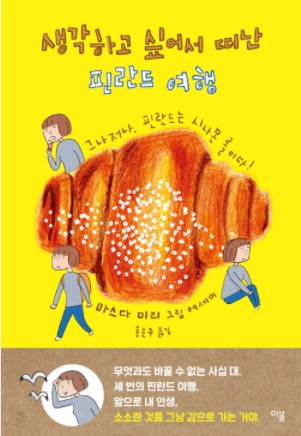 생각하고 싶어서 떠난
핀란드 여행
그나저나, 핀란드는 시나몬롤이다!
마스다 미리 그림 에세이
홍은주 옮김
무엇과도 바꿀 수 없는 사십 대.
세 번의 핀란드 여행.
앞으로 내 인생,
소소한 것쯤 그냥 감으로 가는 거야.
이봄